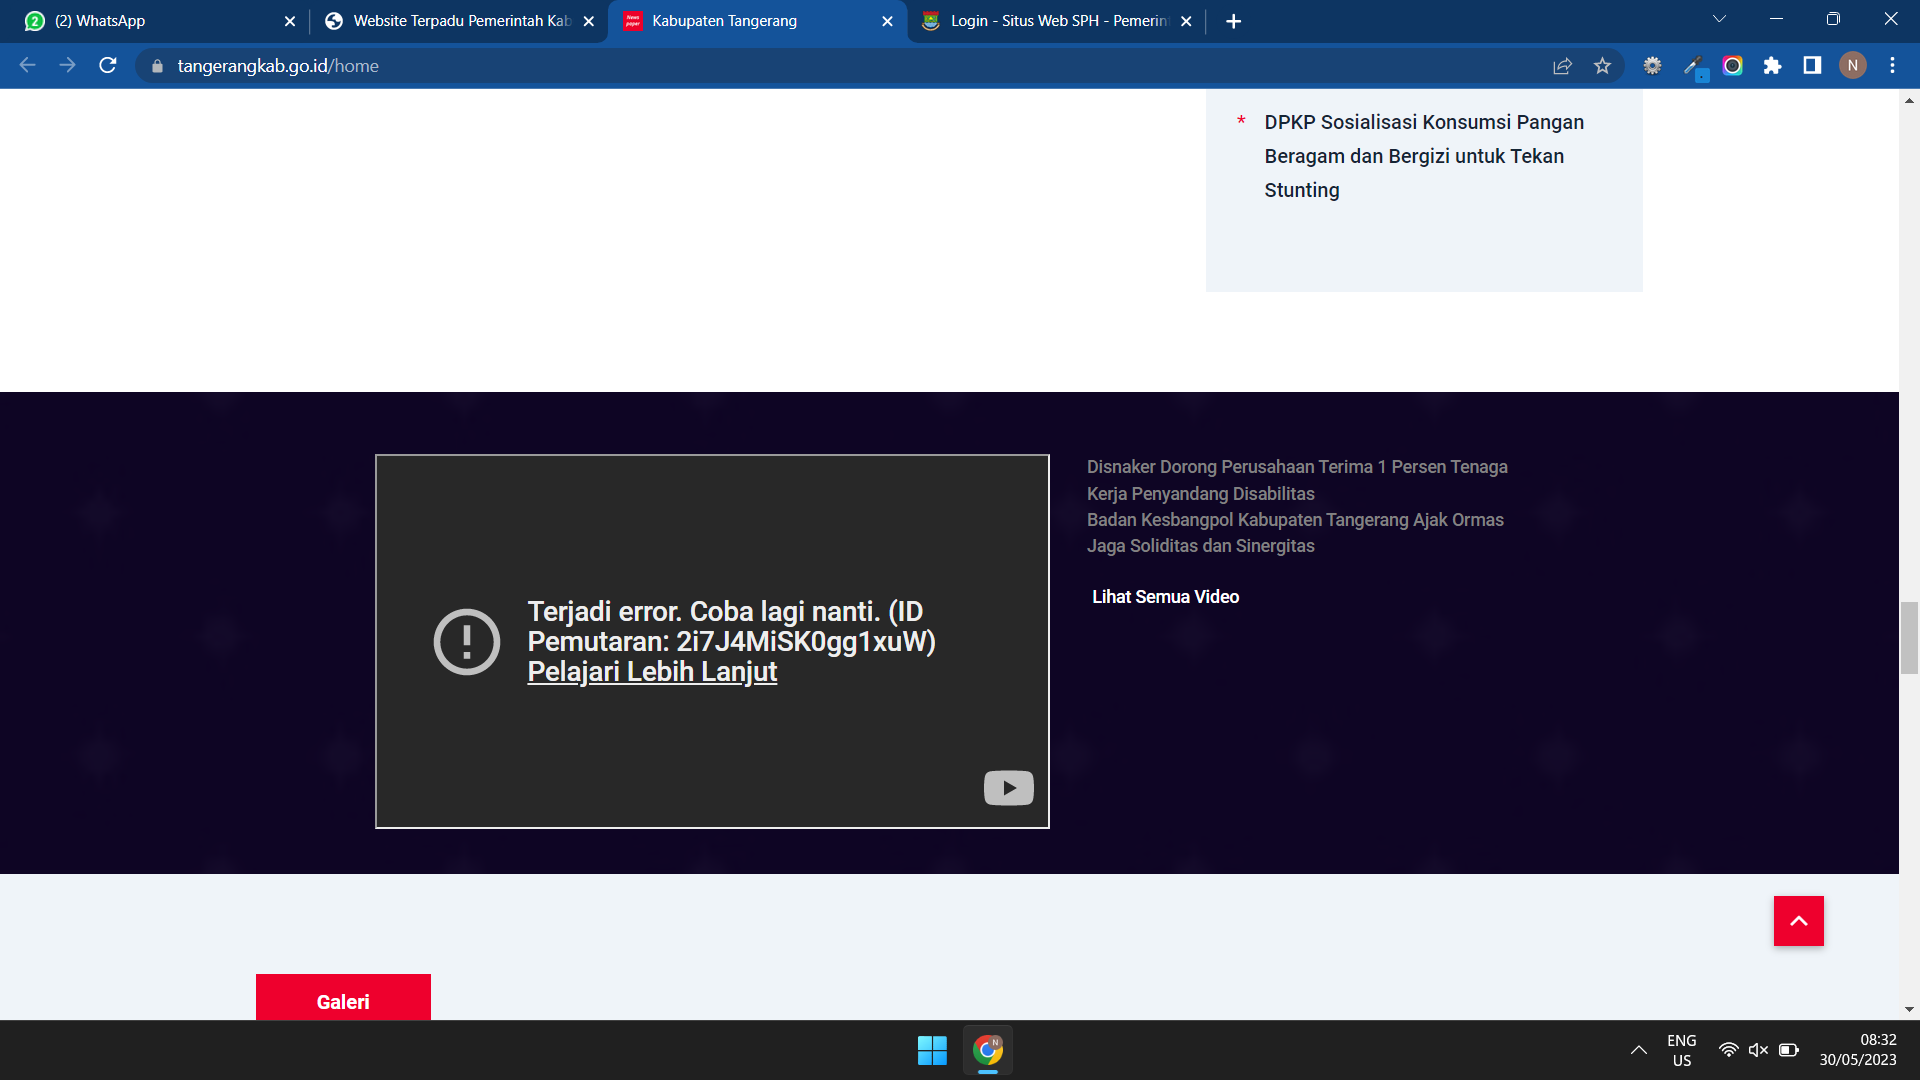 (2) WhatsApp
Website Terpadu Pemerintah Kab
Kabupaten Tangerang
Login - Situs Web SPH - Pemerin
tangerangkab.go.id/home
N
* DPKP Sosialisasi Konsumsi Pangan
Beragam dan Bergizi untuk Tekan
Stunting
Disnaker Dorong Perusahaan Terima 1 Persen Tenaga
Kerja Penyandang Disabilitas
Badan Kesbangpol Kabupaten Tangerang Ajak Ormas
Jaga Soliditas dan Sinergitas
Lihat Semua Video
Terjadi error. Coba lagi nanti. (ID
Pemutaran: 2i7J4MiSK0gg1xuW)
Pelajari Lebih Lanjut
Galeri
ENG
US
08:32
30/05/2023